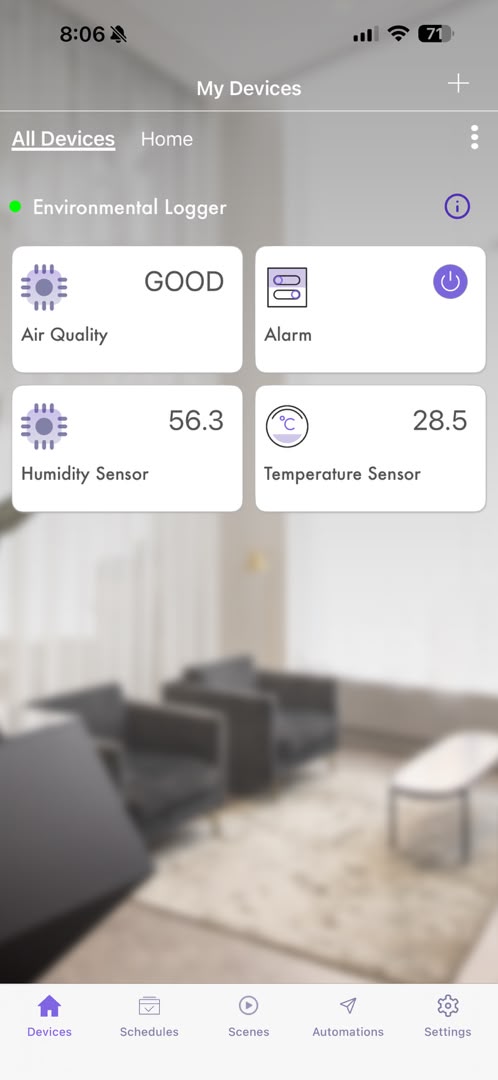 8:06
71
My Devices
All Devices Home
Environmental Logger
GOOD
Air Quality
Alarm
56.3
Humidity Sensor
°C
28.5
Temperature Sensor
Devices Schedules Scenes Automations Settings